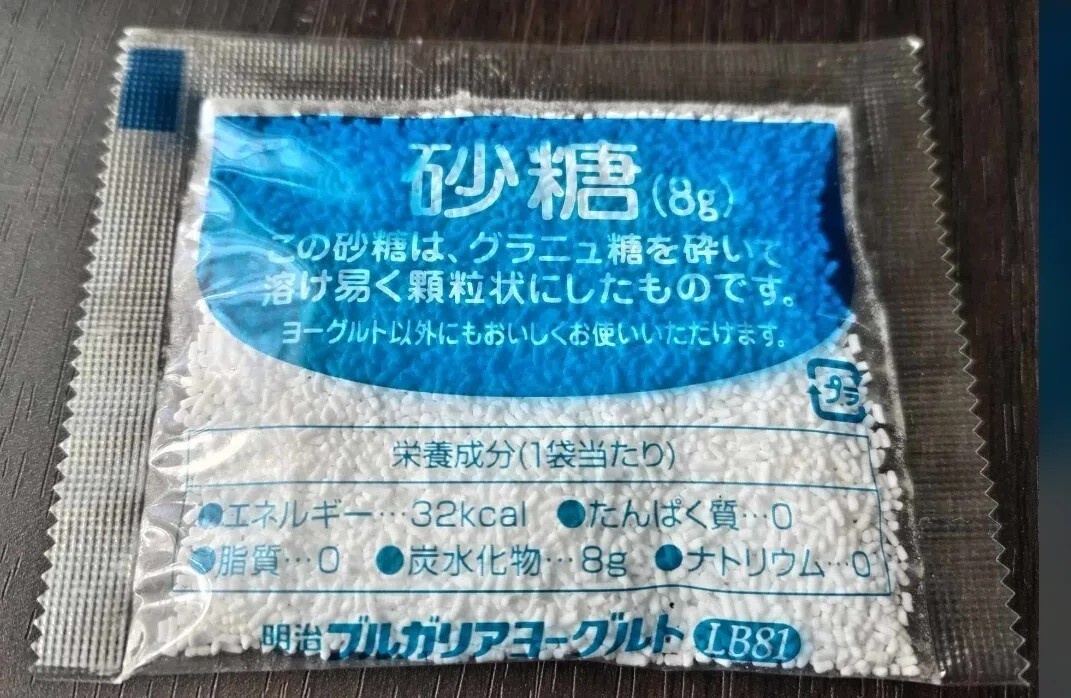 砂糖(8g)
この砂糖は、グラニュ糖を砕いて
溶け易く顆粒状にしたものです。
ヨーグルト以外にもおいしくお使いいただけます。
プラ
栄養成分(1袋当たり)
●エネルギー…32kcal ●たんぱく質…0
●脂質…0 ●炭水化物…8g ●ナトリウム…0
明治ブルガリアヨーグルト LB81